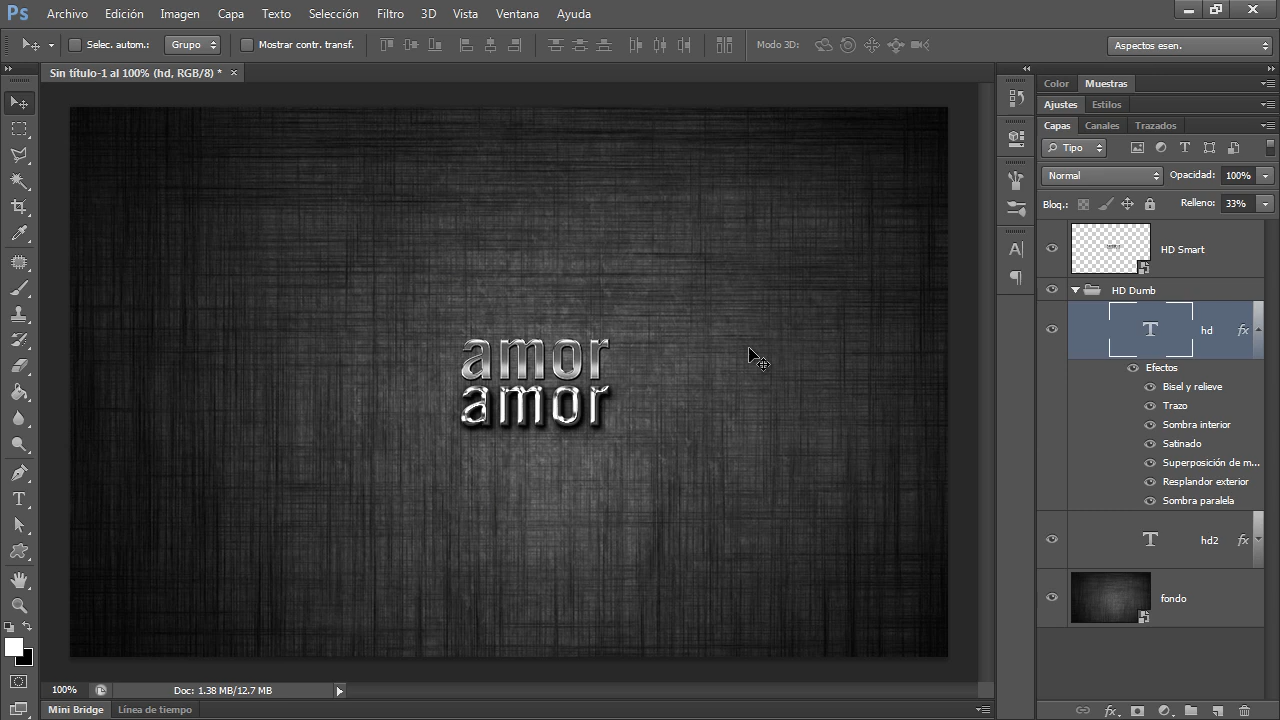 Ps Archivo Edición Imagen Capa Texto Selección Filtro 3D Vista Ventana Ayuda
Selec. autom.: Grupo Mostrar contr. transf. Modo 3D: Aspectos esen.
Sin título-1 al 100% (hd, RGB/8) * ×
Color Muestras
Ajustes Estilos
Capas Canales Trazados
Tipo
Normal Opacidad: 100%
Bloq.: Relleno: 33%
HD Smart
HD Dumb
hd fx
Efectos
Bisel y relieve
Trazo
Sombra interior
Satinado
Superposición de m...
Resplandor exterior
Sombra paralela
hd2 fx
fondo
amor
amor
100% Doc: 1.38 MB/12.7 MB
Mini Bridge Línea de tiempo